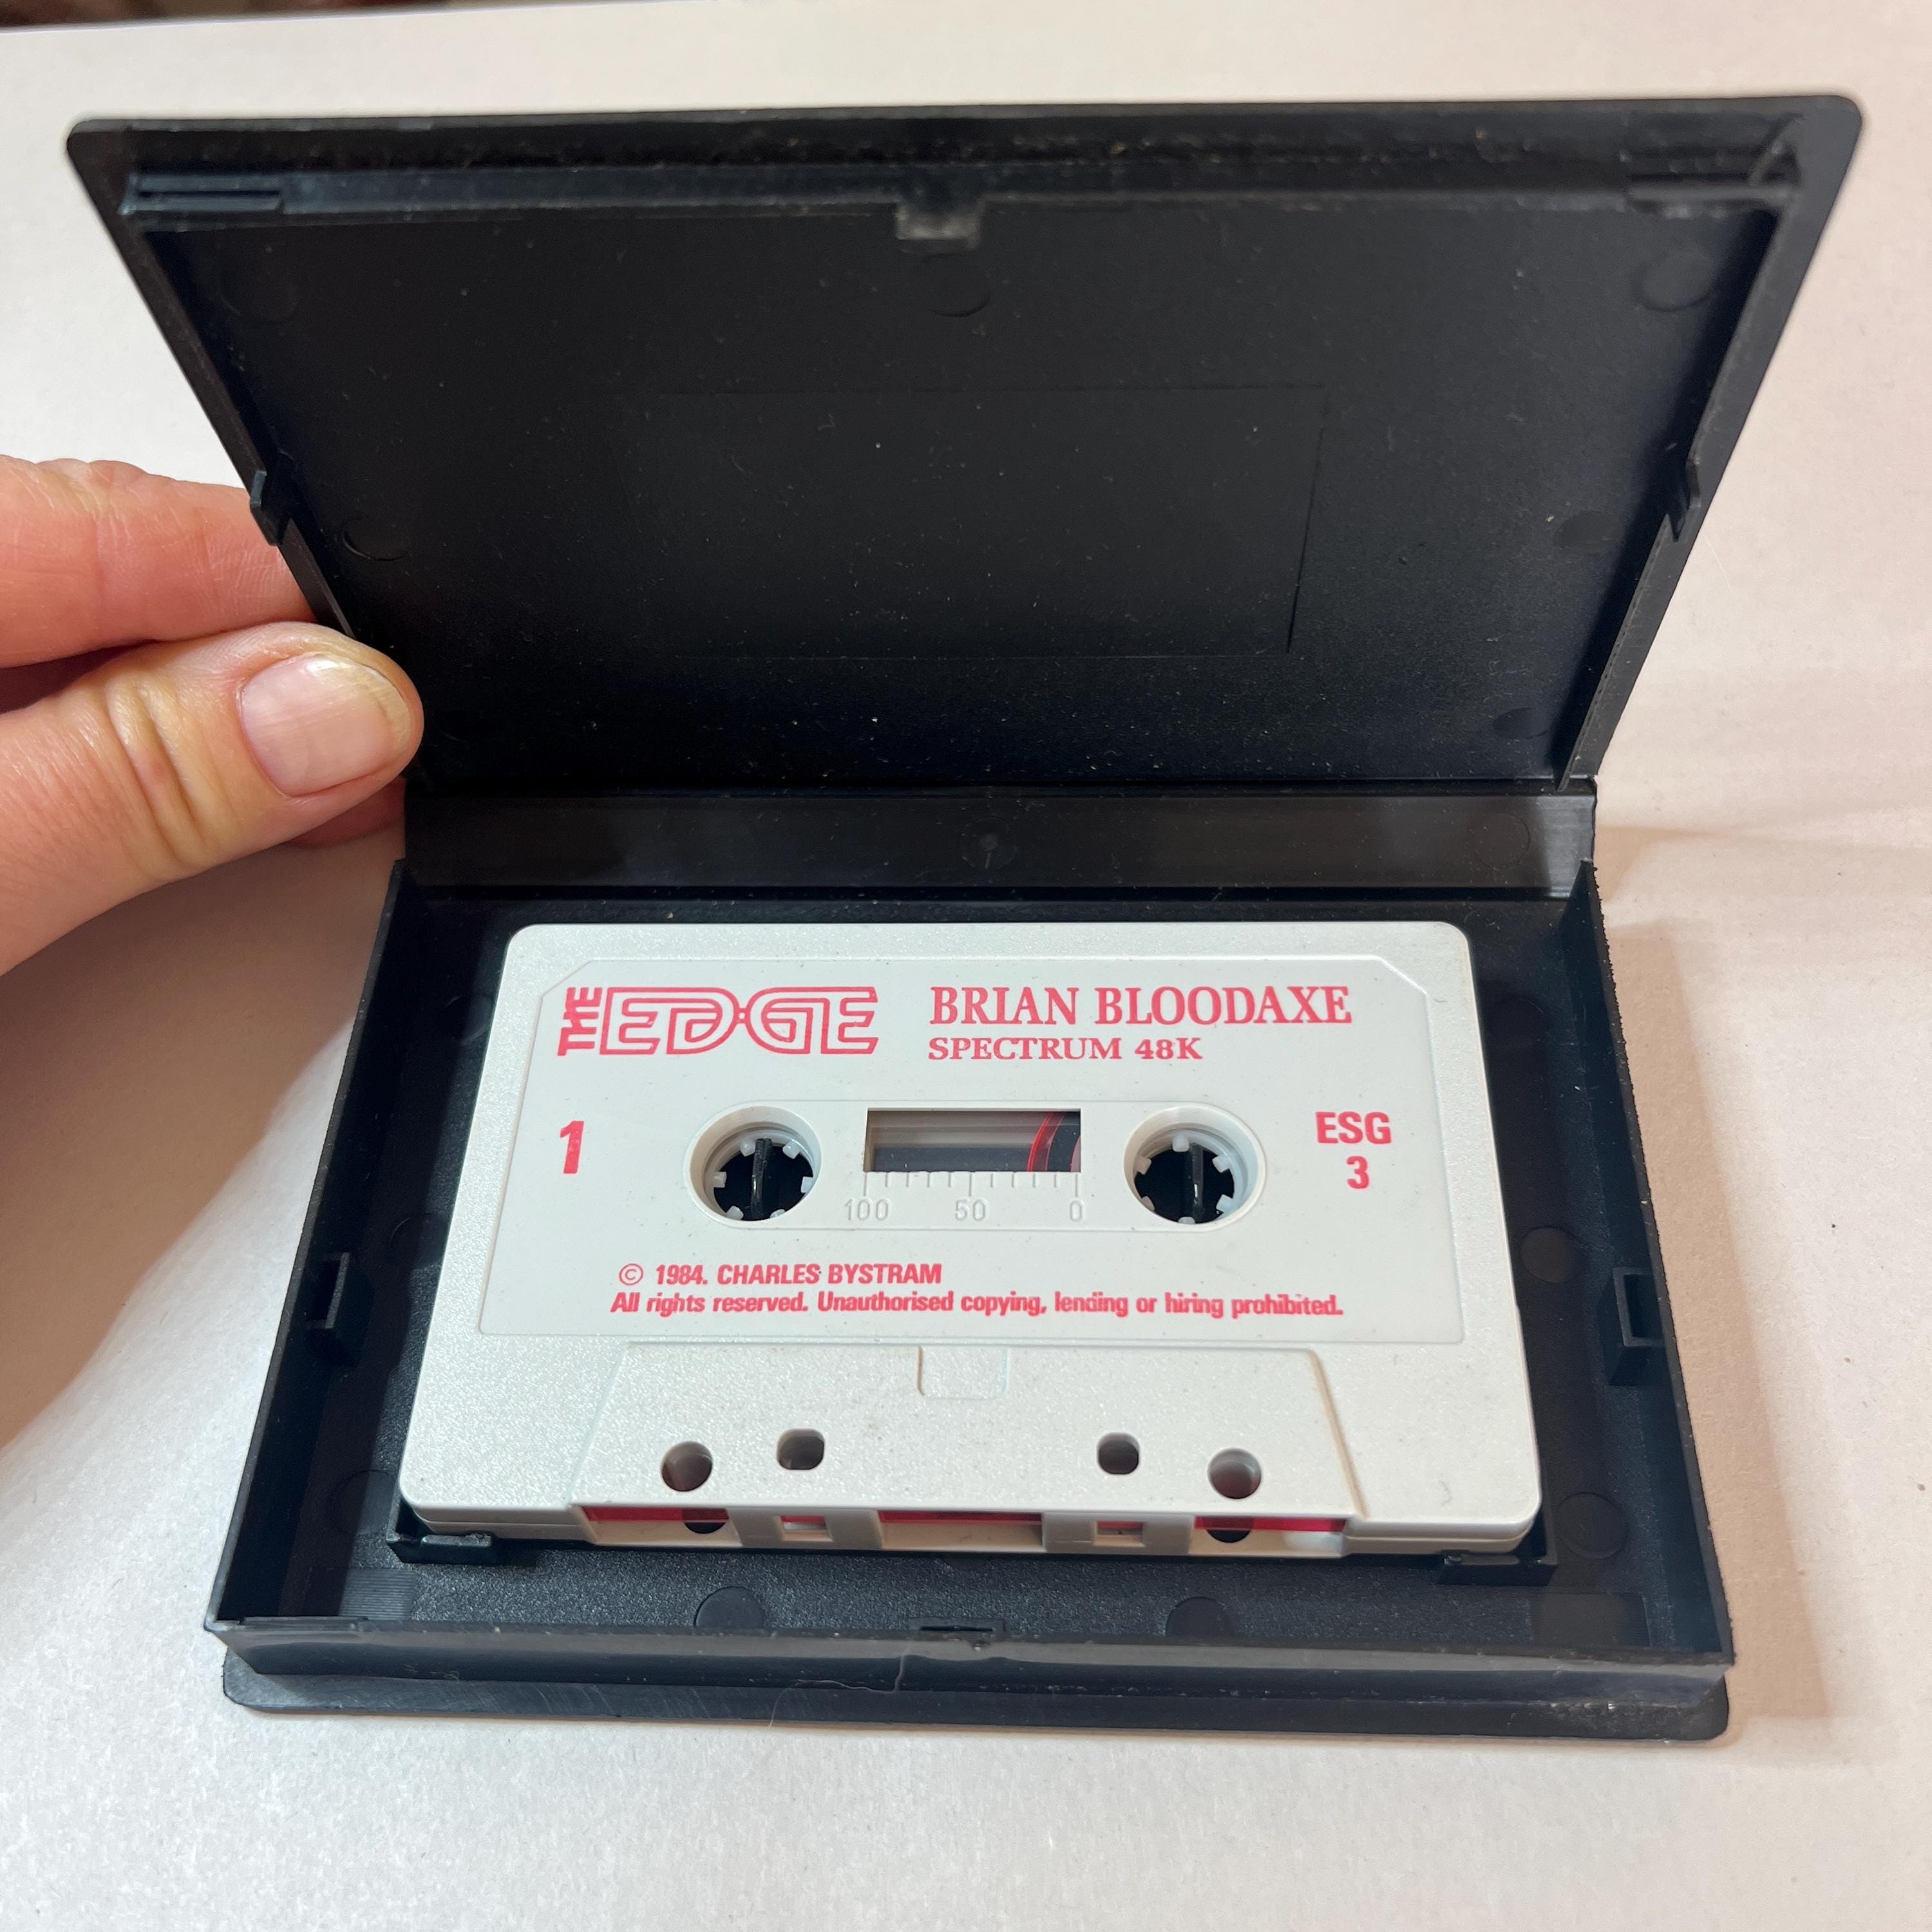 THE EDGE
BRIAN BLOODAXE
SPECTRUM 48K
1
ESG
3
100 50 0
© 1984. CHARLES BYSTRAM
All rights reserved. Unauthorised copying, lending or hiring prohibited.